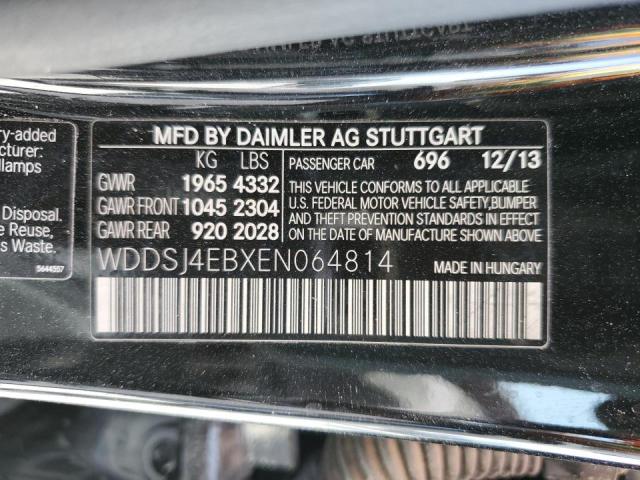 MFD BY DAIMLER AG STUTTGART
KG LBS
GVWR 1965 4332
GAWR FRONT 1045 2304
GAWR REAR 920 2028
PASSENGER CAR 696 12/13
THIS VEHICLE CONFORMS TO ALL APPLICABLE
U.S. FEDERAL MOTOR VEHICLE SAFETY,BUMPER
AND THEFT PREVENTION STANDARDS IN EFFECT
ON THE DATE OF MANUFACTURE SHOWN ABOVE.
WDDSJ4EBXEN064814 MADE IN HUNGARY
ry-added
nufacturer:
dlamps
Disposal.
e Reuse,
s Waste.
5644557